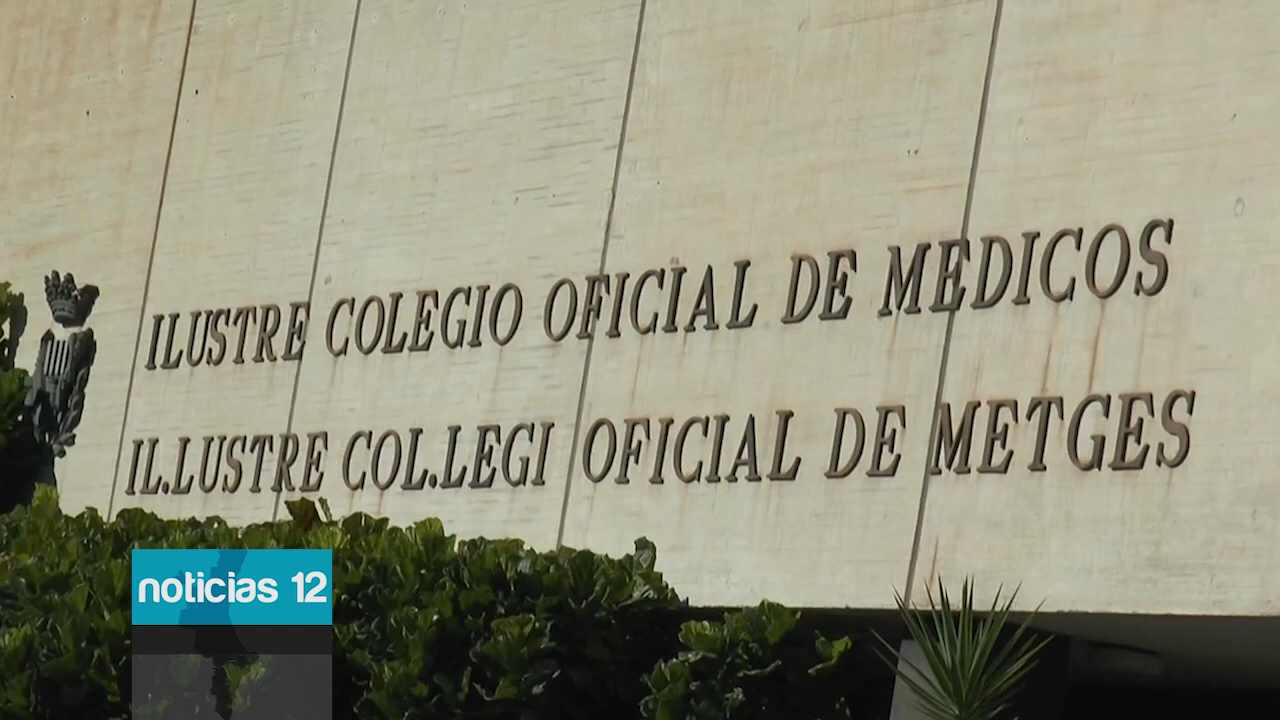 ILUSTRE COLEGIO OFICIAL DE MEDICOS
IL.LUSTRE COL.LEGI OFICIAL DE METGES
noticias 12